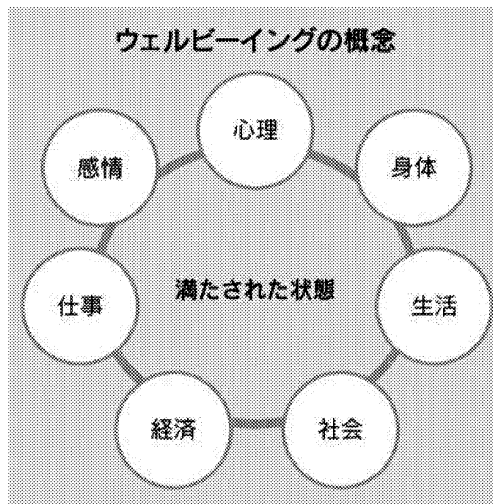 ウェルビーイングの概念
心理
感情
身体
仕事
満たされた状態
生活
経済
社会